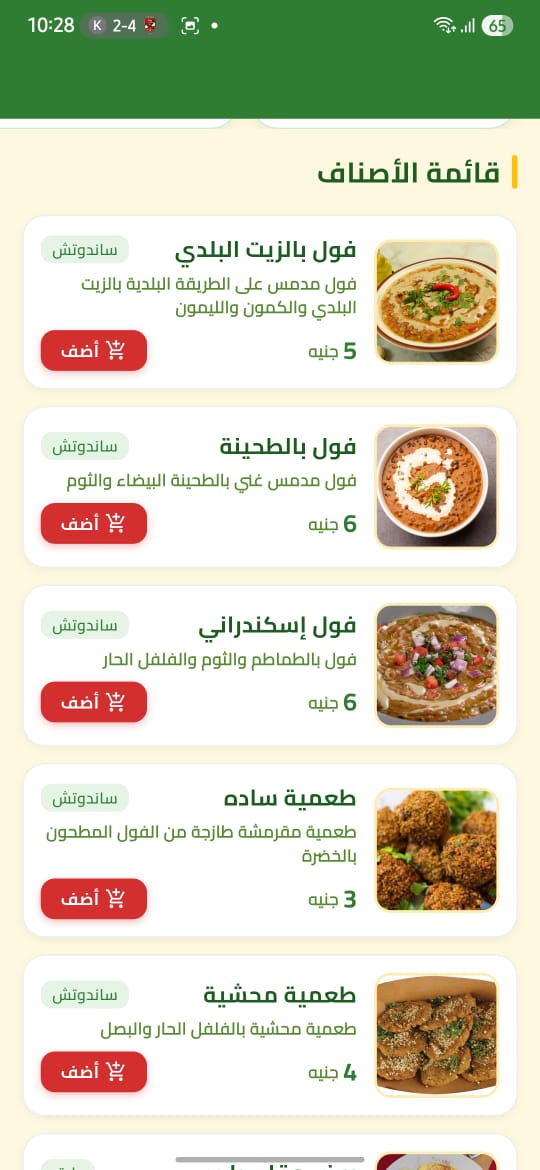 10:28
K 2-4
65
قائمة الأصناف
فول بالزيت البلدي
ساندوتش
فول مدمس على الطريقة البلدية بالزيت
البلدي والكمون والليمون
5 جنيه
أضف
فول بالطحينة
ساندوتش
فول مدمس غني بالطحينة البيضاء والثوم
6 جنيه
أضف
فول إسكندراني
ساندوتش
فول بالطماطم والثوم والفلفل الحار
6 جنيه
أضف
طعمية ساده
ساندوتش
طعمية مقرمشة طازجة من الفول المطحون
بالخضرة
3 جنيه
أضف
طعمية محشية
ساندوتش
طعمية محشية بالفلفل الحار والبصل
4 جنيه
أضف